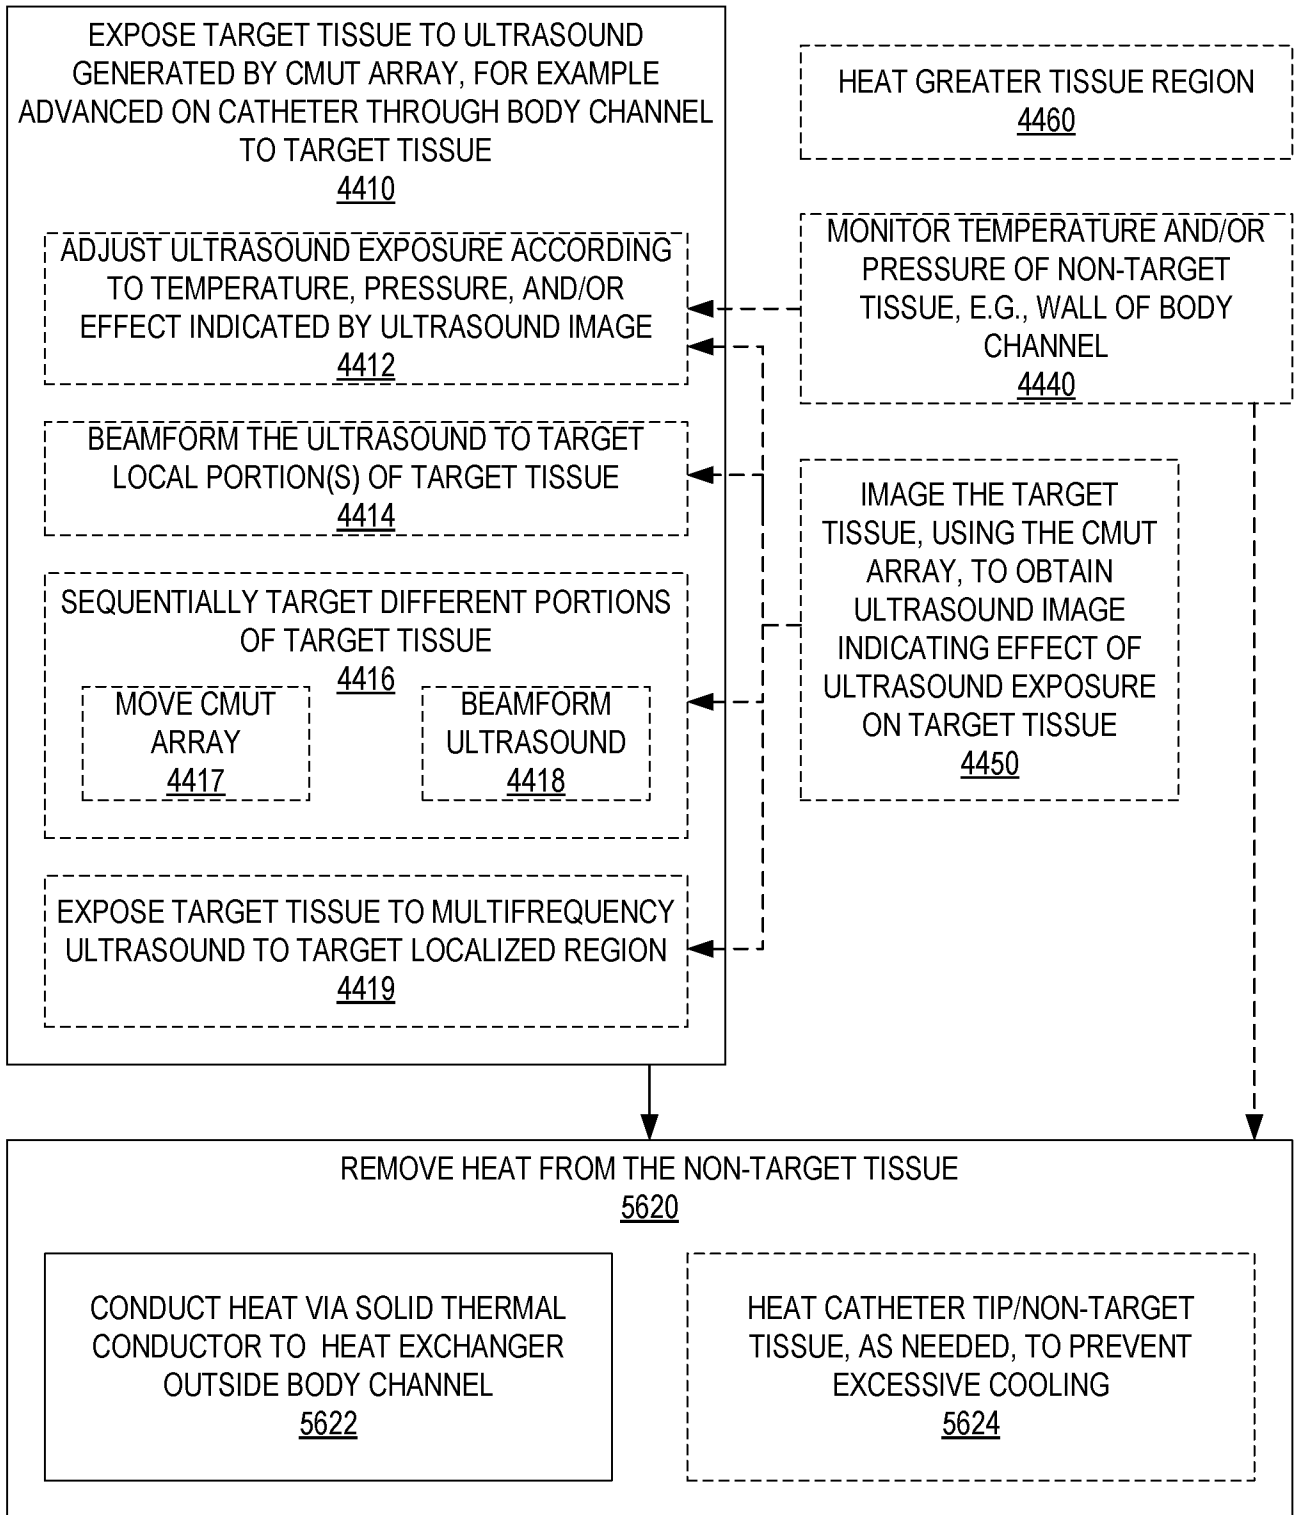 EXPOSE TARGET TISSUE TO ULTRASOUND
GENERATED BY CMUT ARRAY, FOR EXAMPLE
ADVANCED ON CATHETER THROUGH BODY CHANNEL
TO TARGET TISSUE
4410
ADJUST ULTRASOUND EXPOSURE ACCORDING
TO TEMPERATURE, PRESSURE, AND/OR
EFFECT INDICATED BY ULTRASOUND IMAGE
4412
BEAMFORM THE ULTRASOUND TO TARGET
LOCAL PORTION(S) OF TARGET TISSUE
4414
SEQUENTIALLY TARGET DIFFERENT PORTIONS
OF TARGET TISSUE
4416
MOVE CMUT
ARRAY
4417
BEAMFORM
ULTRASOUND
4418
EXPOSE TARGET TISSUE TO MULTIFREQUENCY
ULTRASOUND TO TARGET LOCALIZED REGION
4419
HEAT GREATER TISSUE REGION
4460
MONITOR TEMPERATURE AND/OR
PRESSURE OF NON-TARGET
TISSUE, E.G., WALL OF BODY
CHANNEL
4440
IMAGE THE TARGET
TISSUE, USING THE CMUT
ARRAY, TO OBTAIN
ULTRASOUND IMAGE
INDICATING EFFECT OF
ULTRASOUND EXPOSURE
ON TARGET TISSUE
4450
REMOVE HEAT FROM THE NON-TARGET TISSUE
5620
CONDUCT HEAT VIA SOLID THERMAL
CONDUCTOR TO HEAT EXCHANGER
OUTSIDE BODY CHANNEL
5622
HEAT CATHETER TIP/NON-TARGET
TISSUE, AS NEEDED, TO PREVENT
EXCESSIVE COOLING
5624